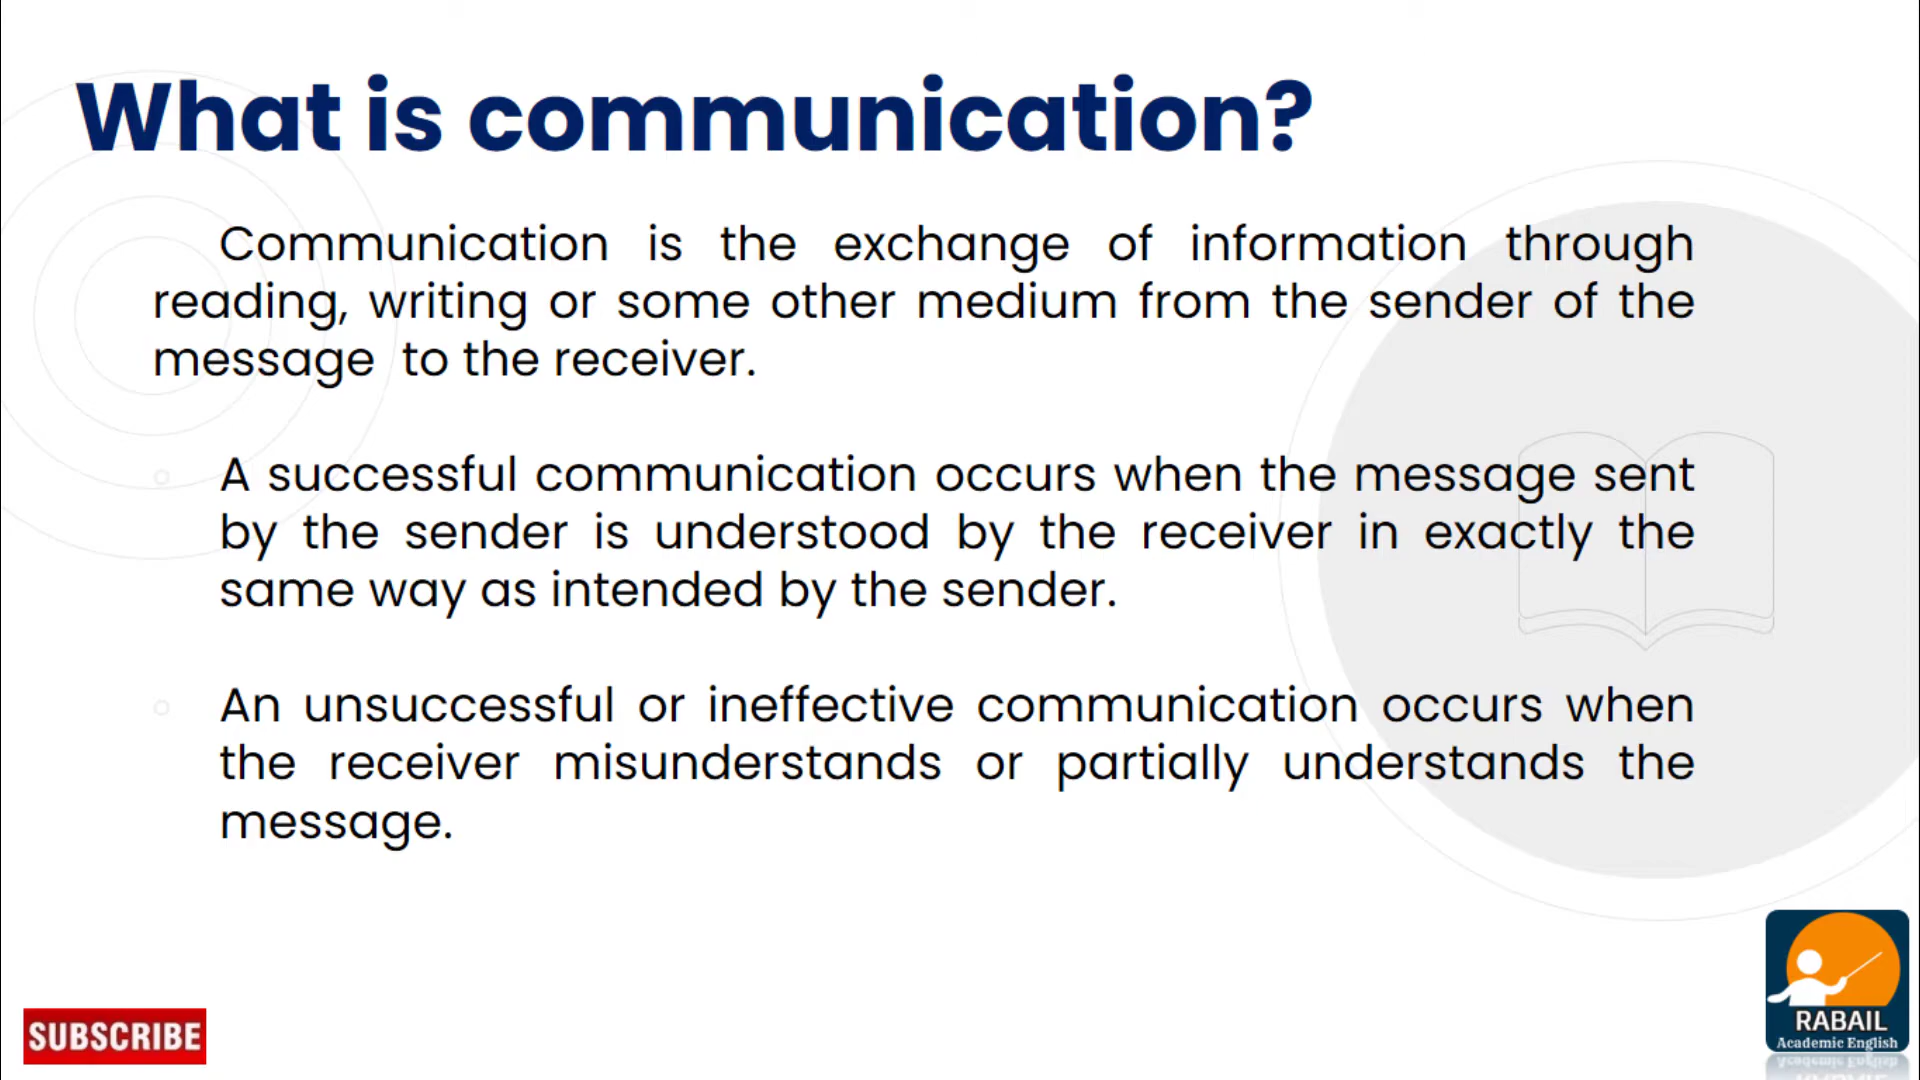 What is communication?
Communication is the exchange of information through
reading, writing or some other medium from the sender of the
message to the receiver.
A successful communication occurs when the message sent
by the sender is understood by the receiver in exactly the
same way as intended by the sender.
An unsuccessful or ineffective communication occurs when
the receiver misunderstands or partially understands the
message.
SUBSCRIBE
RABAIL
Academic English